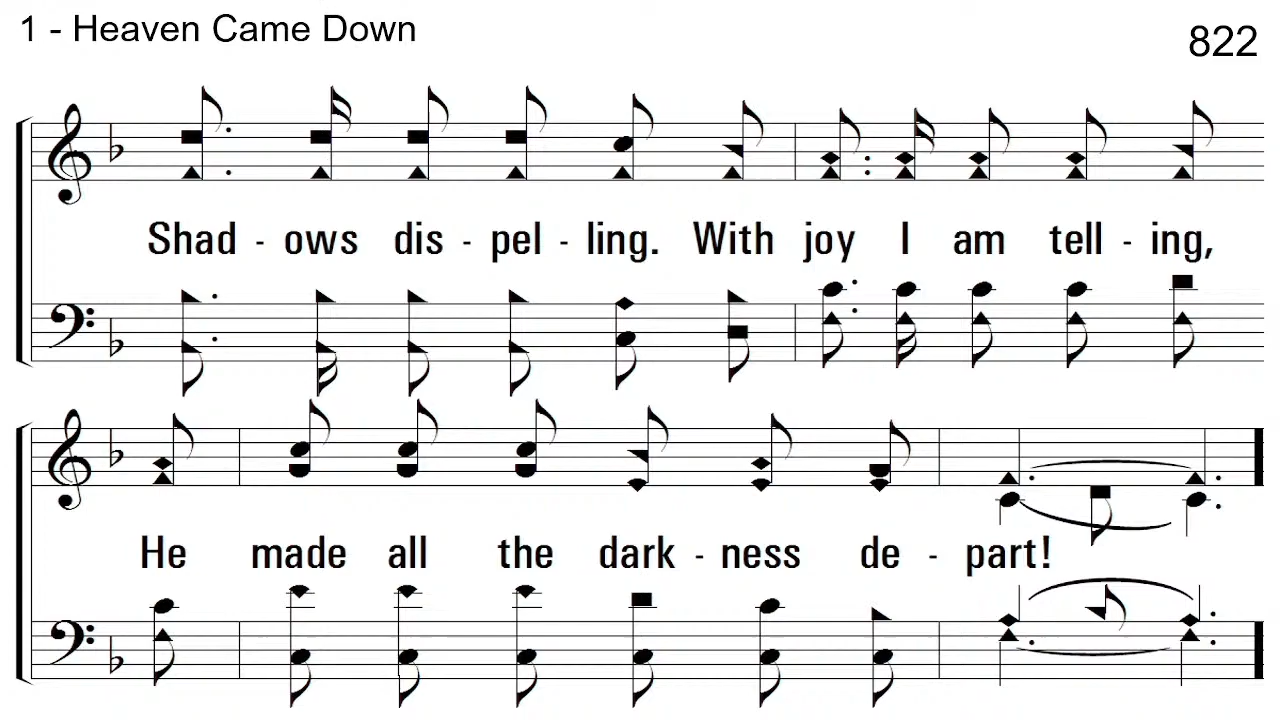 1 - Heaven Came Down
822
Shad - ows dis - pel - ling. With joy I am tell - ing,
He made all the dark - ness de - part!